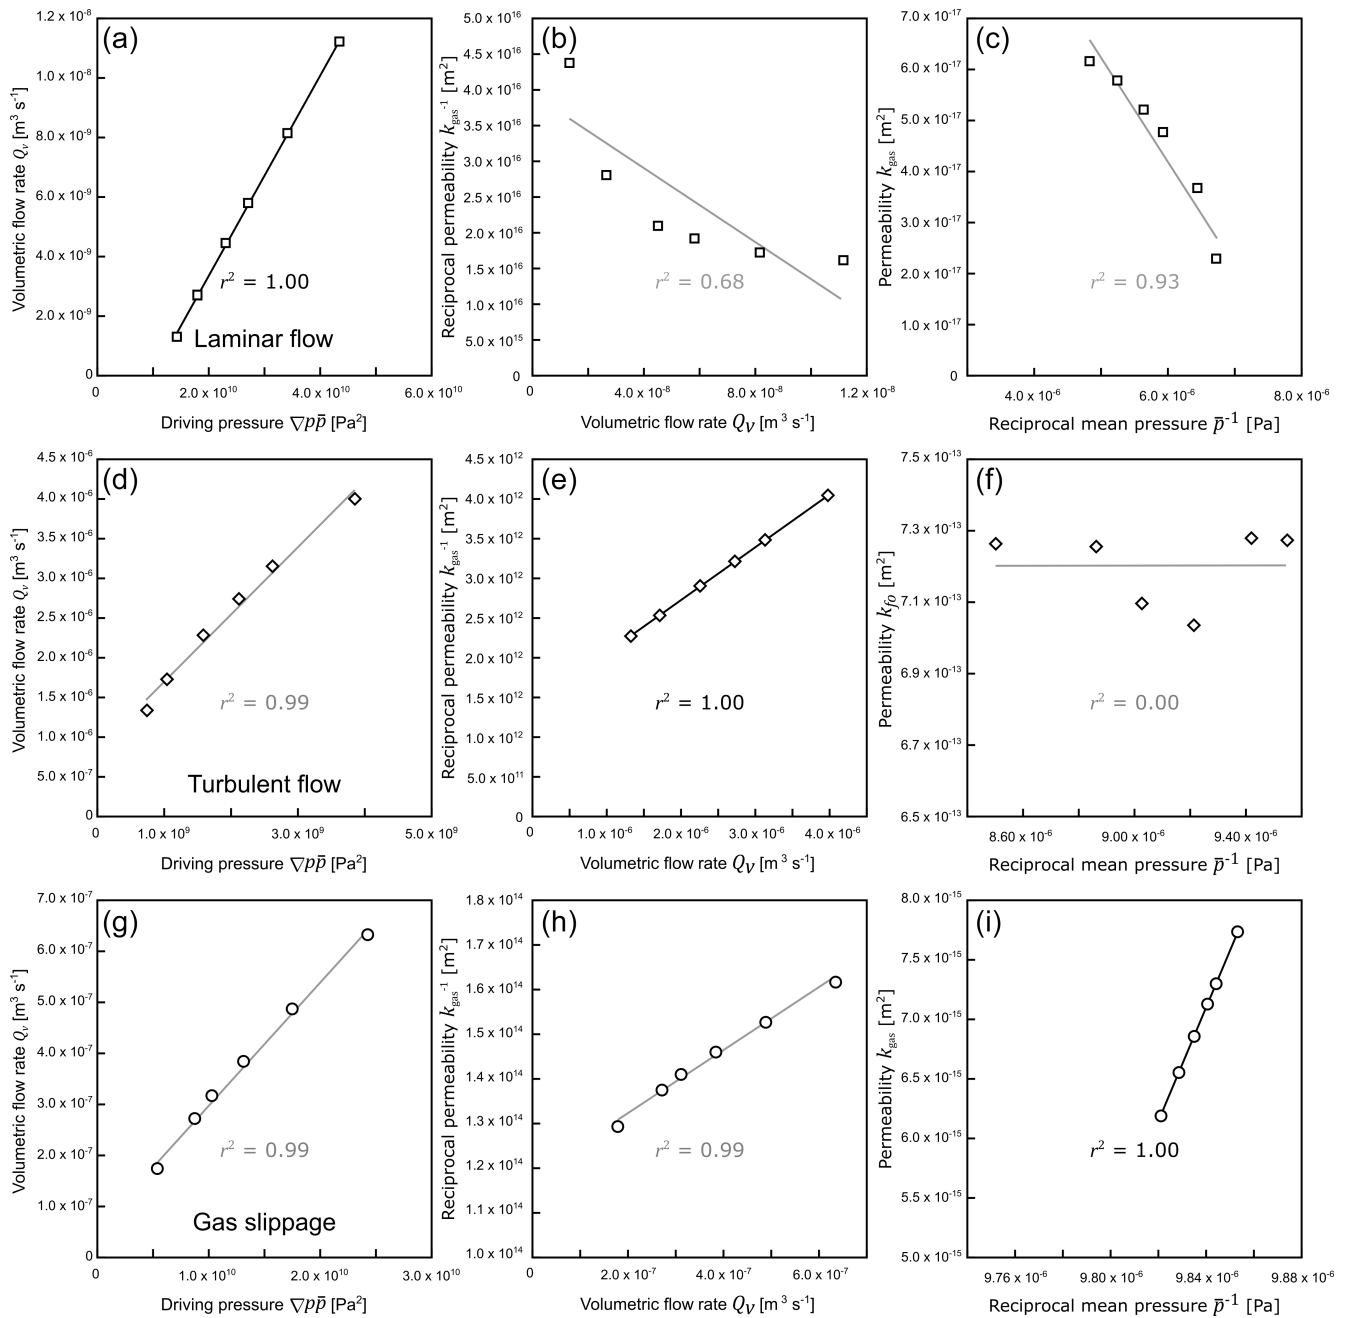 (a)
1.2 x 10⁻⁸
1.0 x 10⁻⁸
8.0 x 10⁻⁹
6.0 x 10⁻⁹
4.0 x 10⁻⁹
2.0 x 10⁻⁹
0
Volumetric flow rate Qᵥ [m³ s⁻¹]
r² = 1.00
Laminar flow
0 2.0 x 10¹⁰ 4.0 x 10¹⁰ 6.0 x 10¹⁰
Driving pressure ∇pp̄ [Pa²]
(b)
5.0 x 10¹⁶
4.5 x 10¹⁶
4.0 x 10¹⁶
3.5 x 10¹⁶
3.0 x 10¹⁶
2.5 x 10¹⁶
2.0 x 10¹⁶
1.5 x 10¹⁶
1.0 x 10¹⁶
5.0 x 10¹⁵
0
Reciprocal permeability k_gas⁻¹ [m²]
r² = 0.68
0 4.0 x 10⁻⁸ 8.0 x 10⁻⁸ 1.2 x 10⁻⁸
Volumetric flow rate Qᵥ [m³ s⁻¹]
(c)
7.0 x 10⁻¹⁷
6.0 x 10⁻¹⁷
5.0 x 10⁻¹⁷
4.0 x 10⁻¹⁷
3.0 x 10⁻¹⁷
2.0 x 10⁻¹⁷
1.0 x 10⁻¹⁷
0
Permeability k_gas [m²]
r² = 0.93
4.0 x 10⁻⁶ 6.0 x 10⁻⁶ 8.0 x 10⁻⁶
Reciprocal mean pressure p̄⁻¹ [Pa]
(d)
4.5 x 10⁻⁶
4.0 x 10⁻⁶
3.5 x 10⁻⁶
3.0 x 10⁻⁶
2.5 x 10⁻⁶
2.0 x 10⁻⁶
1.5 x 10⁻⁶
1.0 x 10⁻⁶
5.0 x 10⁻⁷
0
Volumetric flow rate Qᵥ [m³ s⁻¹]
r² = 0.99
Turbulent flow
0 1.0 x 10⁹ 3.0 x 10⁹ 5.0 x 10⁹
Driving pressure ∇pp̄ [Pa²]
(e)
4.5 x 10¹²
4.0 x 10¹²
3.5 x 10¹²
3.0 x 10¹²
2.5 x 10¹²
2.0 x 10¹²
1.5 x 10¹²
1.0 x 10¹²
5.0 x 10¹¹
0
Reciprocal permeability k_gas⁻¹ [m²]
r² = 1.00
0 1.0 x 10⁻⁶ 2.0 x 10⁻⁶ 3.0 x 10⁻⁶ 4.0 x 10⁻⁶
Volumetric flow rate Qᵥ [m³ s⁻¹]
(f)
7.5 x 10⁻¹³
7.3 x 10⁻¹³
7.1 x 10⁻¹³
6.9 x 10⁻¹³
6.7 x 10⁻¹³
6.5 x 10⁻¹³
Permeability k_fo [m²]
r² = 0.00
8.60 x 10⁻⁶ 9.00 x 10⁻⁶ 9.40 x 10⁻⁶
Reciprocal mean pressure p̄⁻¹ [Pa]
(g)
7.0 x 10⁻⁷
6.0 x 10⁻⁷
5.0 x 10⁻⁷
4.0 x 10⁻⁷
3.0 x 10⁻⁷
2.0 x 10⁻⁷
1.0 x 10⁻⁷
0
Volumetric flow rate Qᵥ [m³ s⁻¹]
r² = 0.99
Gas slippage
0 1.0 x 10¹⁰ 2.0 x 10¹⁰ 3.0 x 10¹⁰
Driving pressure ∇pp̄ [Pa²]
(h)
1.8 x 10¹⁴
1.7 x 10¹⁴
1.6 x 10¹⁴
1.5 x 10¹⁴
1.4 x 10¹⁴
1.3 x 10¹⁴
1.2 x 10¹⁴
1.1 x 10¹⁴
1.0 x 10¹⁴
Reciprocal permeability k_gas⁻¹ [m²]
r² = 0.99
2.0 x 10⁻⁷ 4.0 x 10⁻⁷ 6.0 x 10⁻⁷
Volumetric flow rate Qᵥ [m³ s⁻¹]
(i)
8.0 x 10⁻¹⁵
7.5 x 10⁻¹⁵
7.0 x 10⁻¹⁵
6.5 x 10⁻¹⁵
6.0 x 10⁻¹⁵
5.5 x 10⁻¹⁵
5.0 x 10⁻¹⁵
Permeability k_gas [m²]
r² = 1.00
9.76 x 10⁻⁶ 9.80 x 10⁻⁶ 9.84 x 10⁻⁶ 9.88 x 10⁻⁶
Reciprocal mean pressure p̄⁻¹ [Pa]